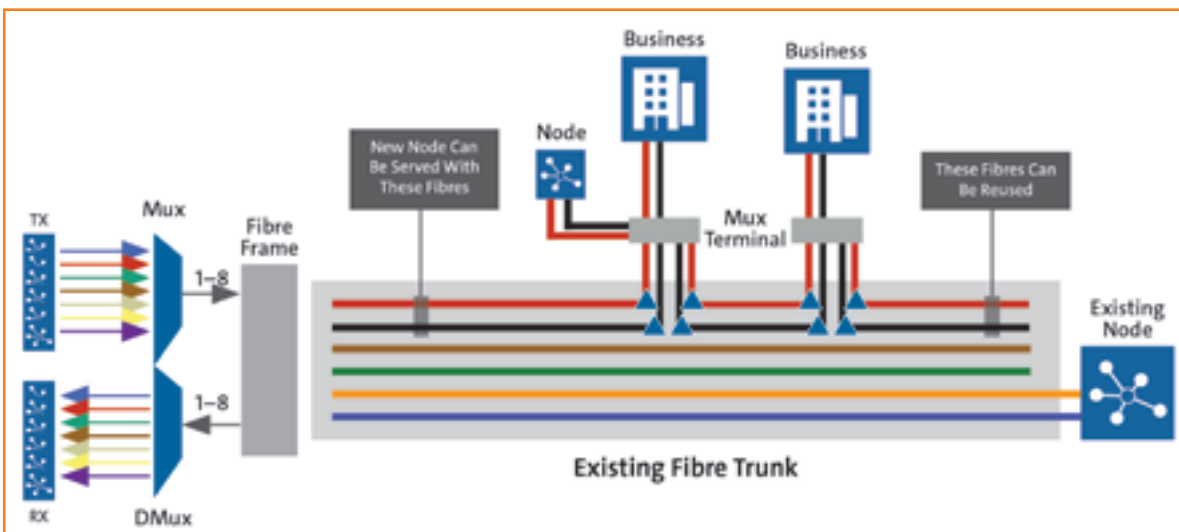 Business
Business
Node
New Node Can
Be Served With
These Fibres
These Fibres Can
Be Reused
Mux
Terminal
TX
Mux
Fibre
Frame
1–8
Existing
Node
1–8
Existing Fibre Trunk
RX
DMux